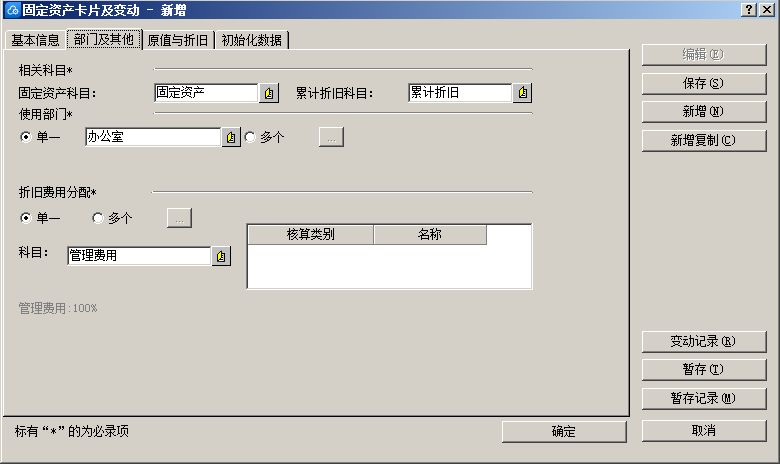 固定资产卡片及变动 - 新增
基本信息 部门及其他 原值与折旧 初始化数据
相关科目*
固定资产科目： 固定资产 累计折旧科目： 累计折旧
使用部门*
单一 办公室 多个 ...
折旧费用分配*
单一 多个 ...
核算类别 名称
科目： 管理费用
管理费用:100%
编辑(E)
保存(S)
新增(N)
新增复制(C)
变动记录(R)
暂存(T)
暂存记录(M)
标有“*”的为必录项 确定 取消